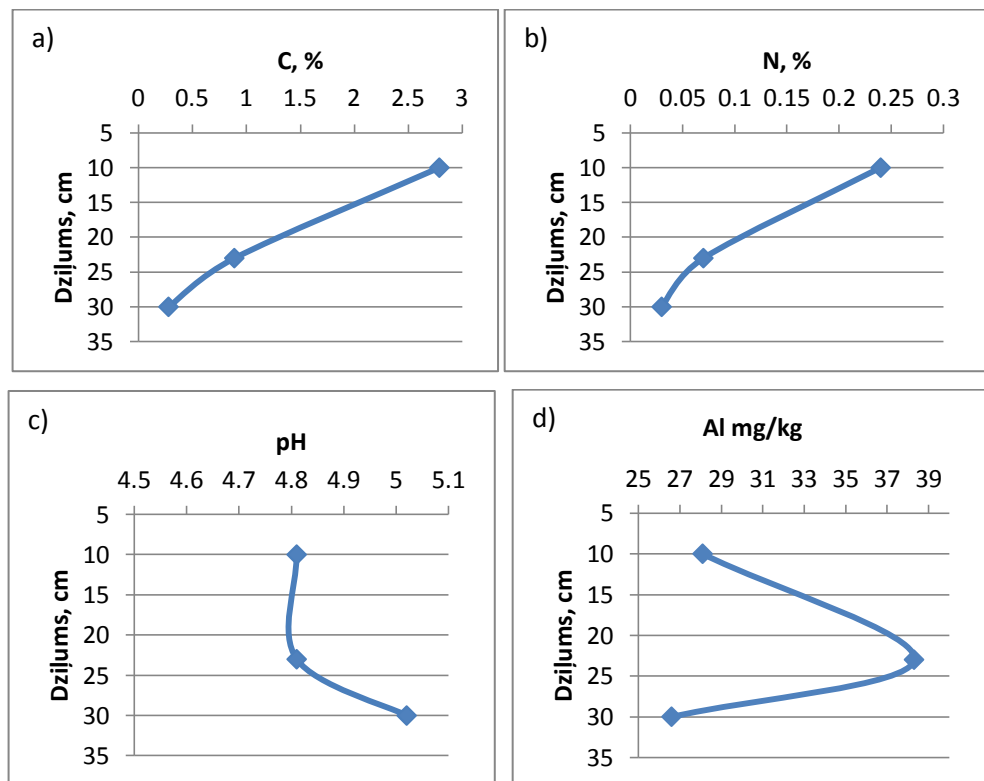 a)
C, %
0 0.5 1 1.5 2 2.5 3
5
10
15
20
25
30
35
Dziļums, cm
b)
N, %
0 0.05 0.1 0.15 0.2 0.25 0.3
5
10
15
20
25
30
35
Dziļums, cm
c)
pH
4.5 4.6 4.7 4.8 4.9 5 5.1
5
10
15
20
25
30
35
Dziļums, cm
d)
Al mg/kg
25 27 29 31 33 35 37 39
5
10
15
20
25
30
35
Dziļums, cm